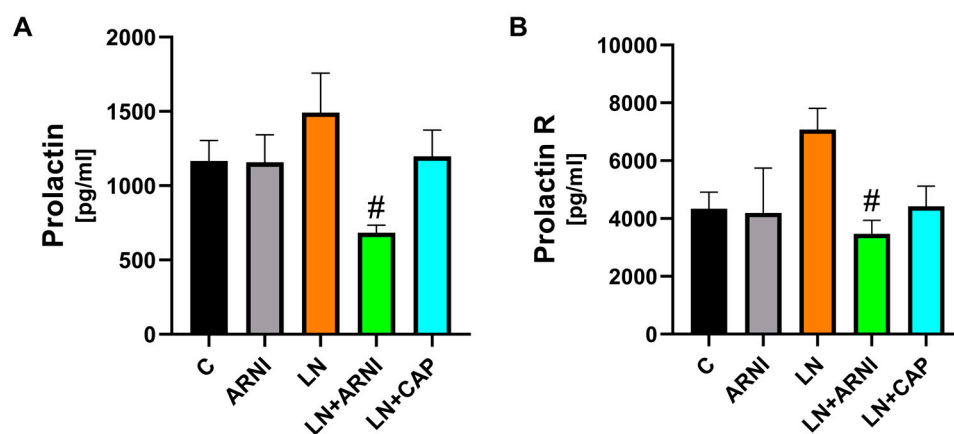 A
Prolactin
[pg/ml]
2000
1500
1000
500
0
#
C
ARNI
LN
LN+ARNI
LN+CAP
B
Prolactin R
[pg/ml]
10000
8000
6000
4000
2000
0
#
C
ARNI
LN
LN+ARNI
LN+CAP